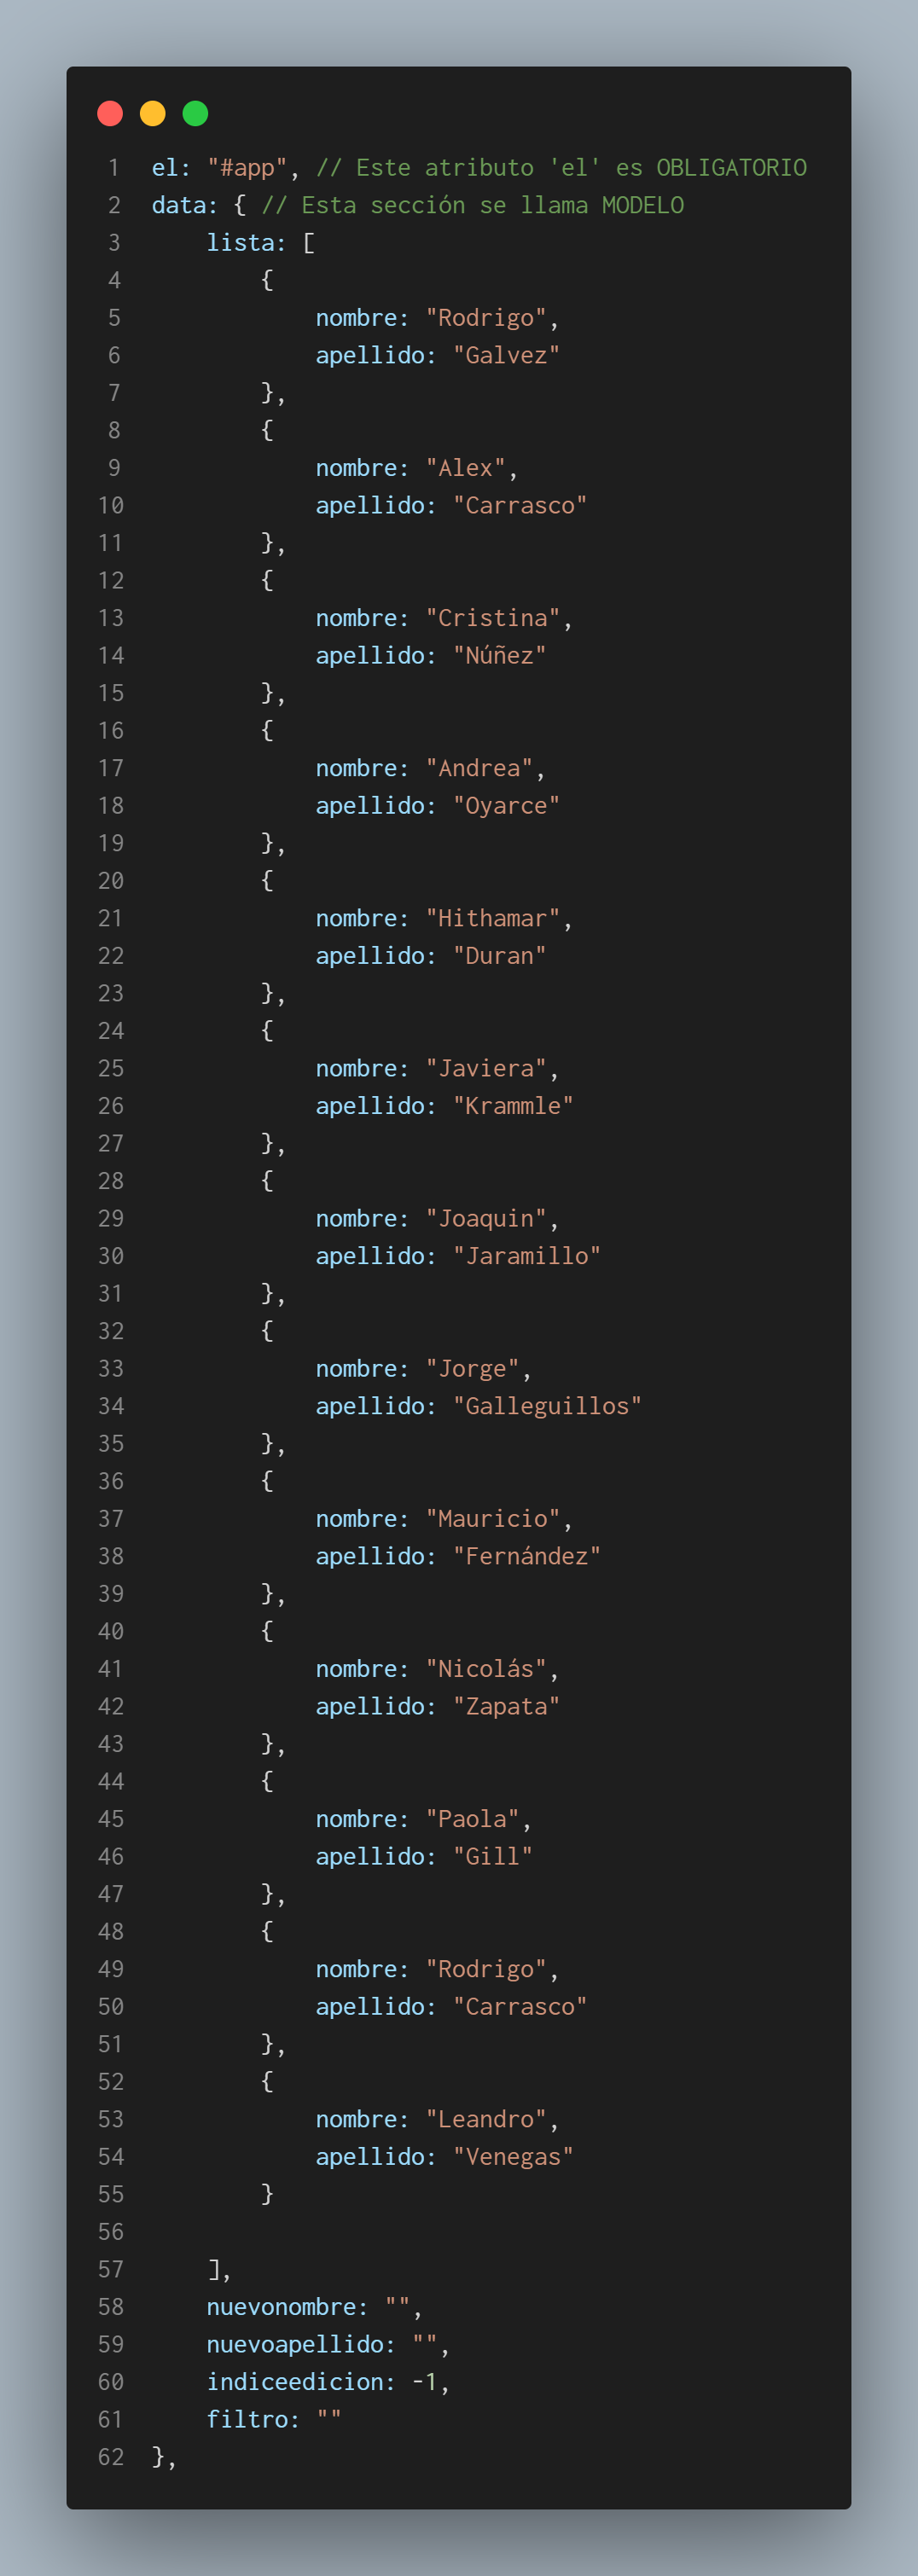 1 el: "#app", // Este atributo 'el' es OBLIGATORIO
2 data: { // Esta sección se llama MODELO
3     lista: [
4         {
5             nombre: "Rodrigo",
6             apellido: "Galvez"
7         },
8         {
9             nombre: "Alex",
10             apellido: "Carrasco"
11         },
12         {
13             nombre: "Cristina",
14             apellido: "Núñez"
15         },
16         {
17             nombre: "Andrea",
18             apellido: "Oyarce"
19         },
20         {
21             nombre: "Hithamar",
22             apellido: "Duran"
23         },
24         {
25             nombre: "Javiera",
26             apellido: "Krammle"
27         },
28         {
29             nombre: "Joaquin",
30             apellido: "Jaramillo"
31         },
32         {
33             nombre: "Jorge",
34             apellido: "Galleguillos"
35         },
36         {
37             nombre: "Mauricio",
38             apellido: "Fernández"
39         },
40         {
41             nombre: "Nicolás",
42             apellido: "Zapata"
43         },
44         {
45             nombre: "Paola",
46             apellido: "Gill"
47         },
48         {
49             nombre: "Rodrigo",
50             apellido: "Carrasco"
51         },
52         {
53             nombre: "Leandro",
54             apellido: "Venegas"
55         }
56
57     ],
58     nuevonombre: "",
59     nuevoapellido: "",
60     indiceedicion: -1,
61     filtro: ""
62 },